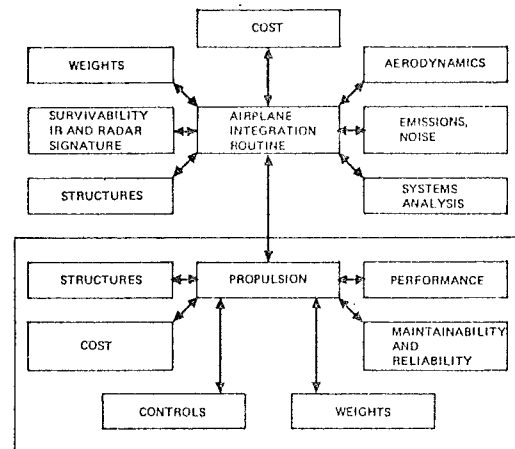 COST
WEIGHTS
AERODYNAMICS
SURVIVABILITY
IR AND RADAR
SIGNATURE
AIRPLANE
INTEGRATION
ROUTINE
EMISSIONS,
NOISE
STRUCTURES
SYSTEMS
ANALYSIS
STRUCTURES
PROPULSION
PERFORMANCE
COST
MAINTAINABILITY
AND
RELIABILITY
CONTROLS
WEIGHTS